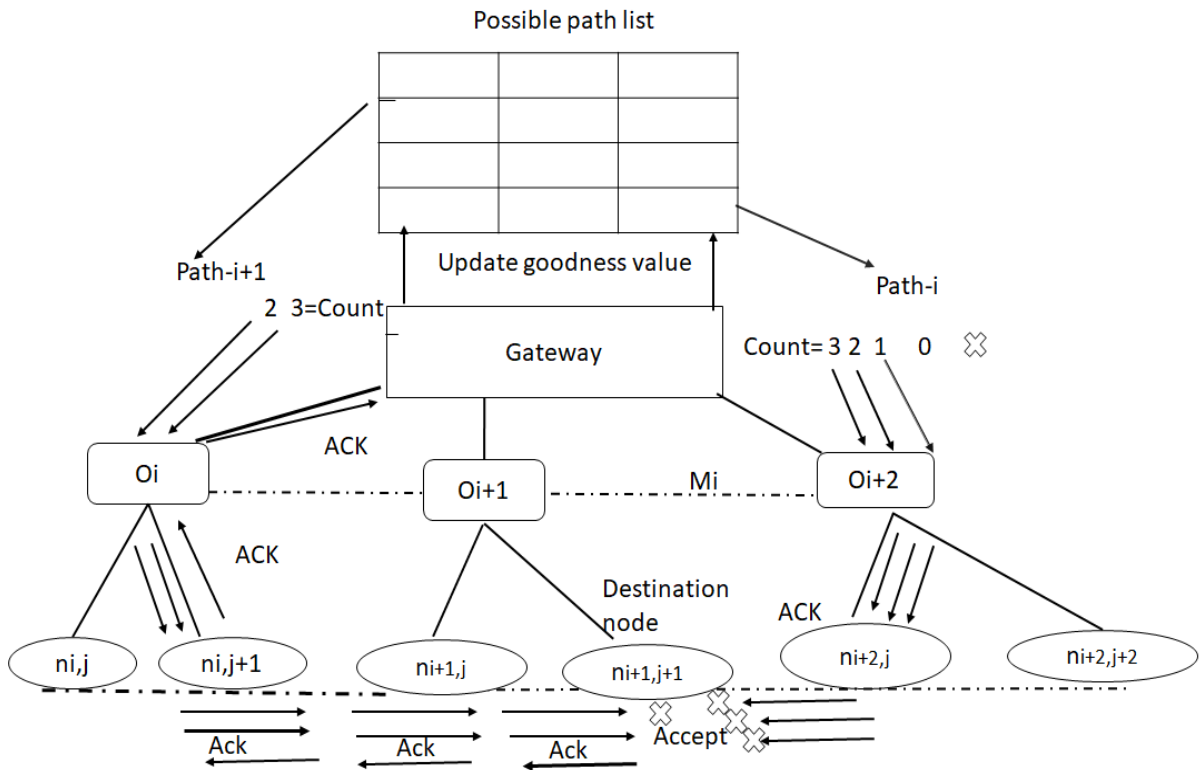 Possible path list
Path-i+1
Update goodness value
Path-i
2 3=Count
Gateway
Count= 3 2 1 0
ACK
Oi
Oi+1
Mi
Oi+2
ACK
Destination
node
ACK
ni,j
ni,j+1
ni+1,j
ni+1,j+1
ni+2,j
ni+2,j+2
Accept
Ack
Ack
Ack